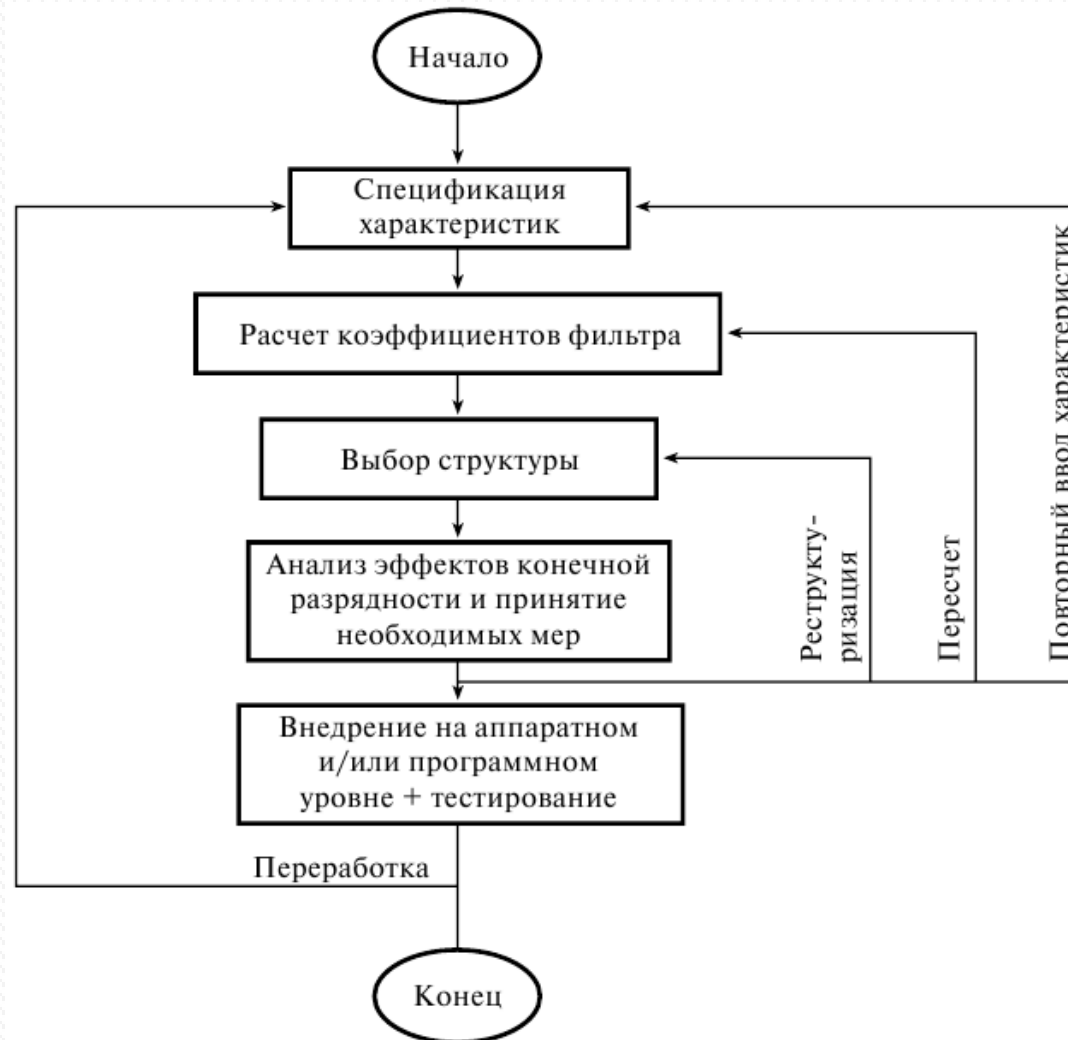 Начало
Спецификация
характеристик
Расчет коэффициентов фильтра
Выбор структуры
Анализ эффектов конечной
разрядности и принятие
необходимых мер
Реструкту-
ризация
Пересчет
Повторный ввод характеристик
Внедрение на аппаратном
и/или программном
уровне + тестирование
Переработка
Конец